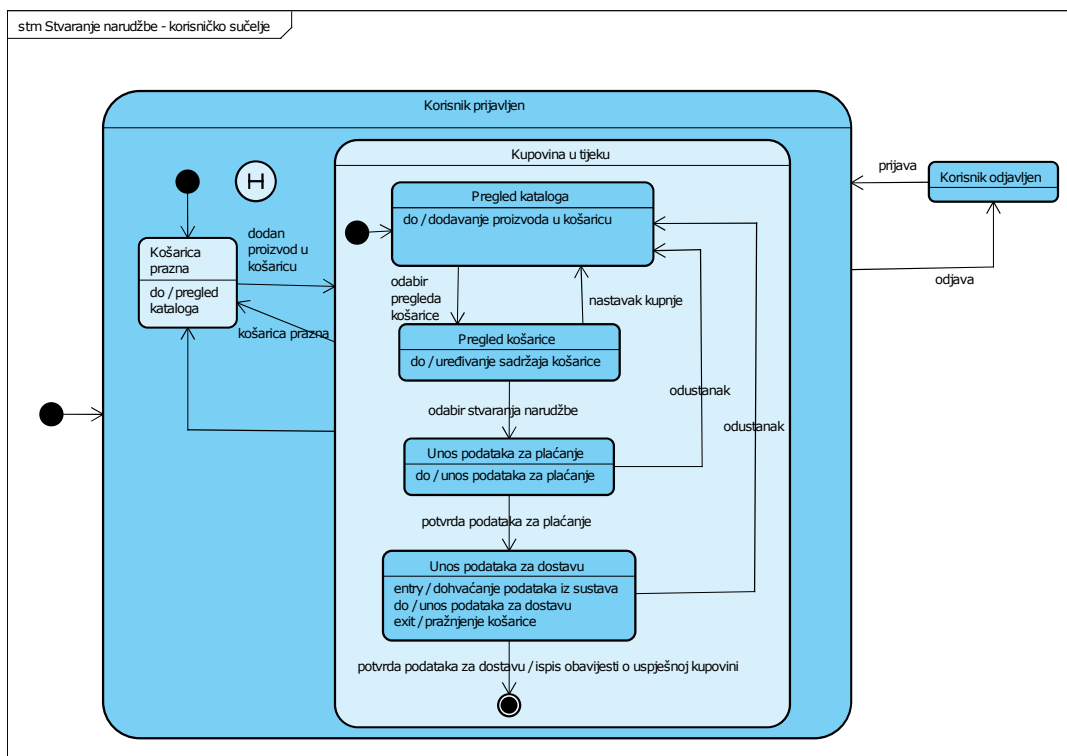 stm Stvaranje narudžbe - korisničko sučelje
Korisnik prijavljen
Kupovina u tijeku
prijava
Korisnik odjavljen
odjava
H
Pregled kataloga
do / dodavanje proizvoda u košaricu
Košarica
prazna
do / pregled
kataloga
dodan
proizvod u
košaricu
košarica prazna
odabir
pregleda
košarice
nastavak kupnje
Pregled košarice
do / uređivanje sadržaja košarice
odustanak
odustanak
odabir stvaranja narudžbe
Unos podataka za plaćanje
do / unos podataka za plaćanje
potvrda podataka za plaćanje
Unos podataka za dostavu
entry / dohvaćanje podataka iz sustava
do / unos podataka za dostavu
exit / pražnjenje košarice
potvrda podataka za dostavu / ispis obavijesti o uspješnoj kupovini